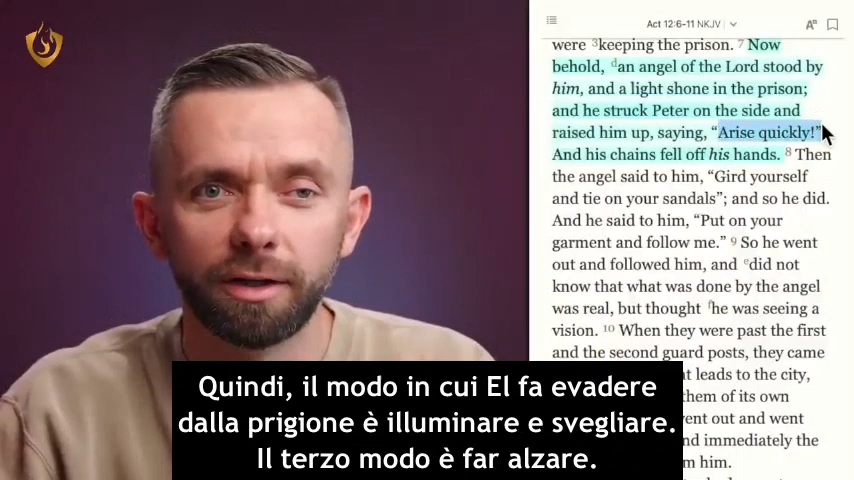 Act 12:6-11 NKJV
Aᵃ
were ³keeping the prison. ⁷ Now
behold, ᵈan angel of the Lord stood by
him, and a light shone in the prison;
and he struck Peter on the side and
raised him up, saying, “Arise quickly!”
And his chains fell off his hands. ⁸ Then
the angel said to him, “Gird yourself
and tie on your sandals”; and so he did.
And he said to him, “Put on your
garment and follow me.” ⁹ So he went
out and followed him, and ᵉdid not
know that what was done by the angel
was real, but thought ᶠhe was seeing a
vision. ¹⁰ When they were past the first
and the second guard posts, they came
t leads to the city,
them of its own
vent out and went
nd immediately the
m him.
Quindi, il modo in cui El fa evadere
dalla prigione è illuminare e svegliare.
Il terzo modo è far alzare.